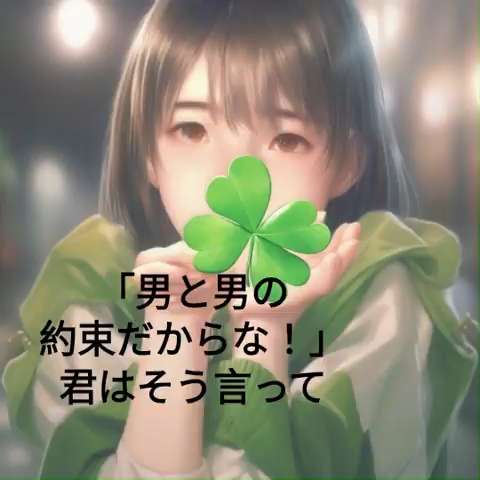 「男と男の
約束だからな！」
君はそう言って